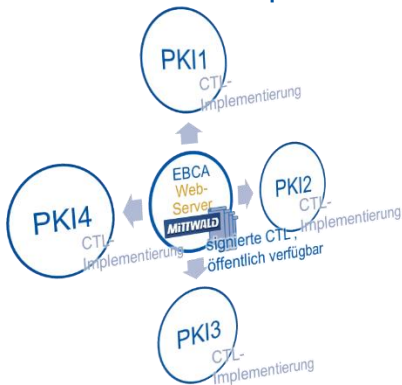 PKI1
CTL-
Implementierung
EBCA
Web-
Server
MITTWALD
signierte CTL,
öffentlich verfügbar
PKI2
CTL-
Implementierung
PKI4
CTL-
Implementierung
PKI3
CTL-
Implementierung